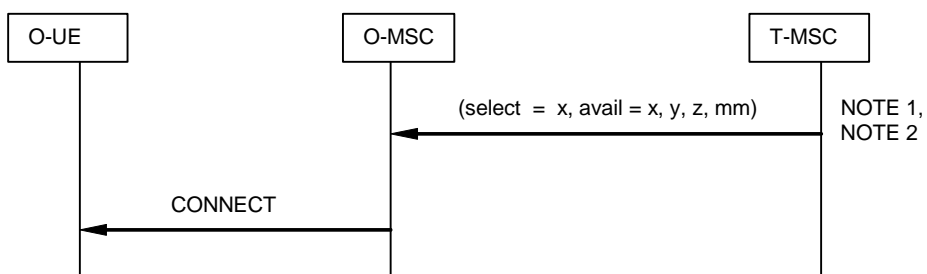 O-UE
O-MSC
T-MSC
(select = x, avail = x, y, z, mm)
NOTE 1,
NOTE 2
CONNECT